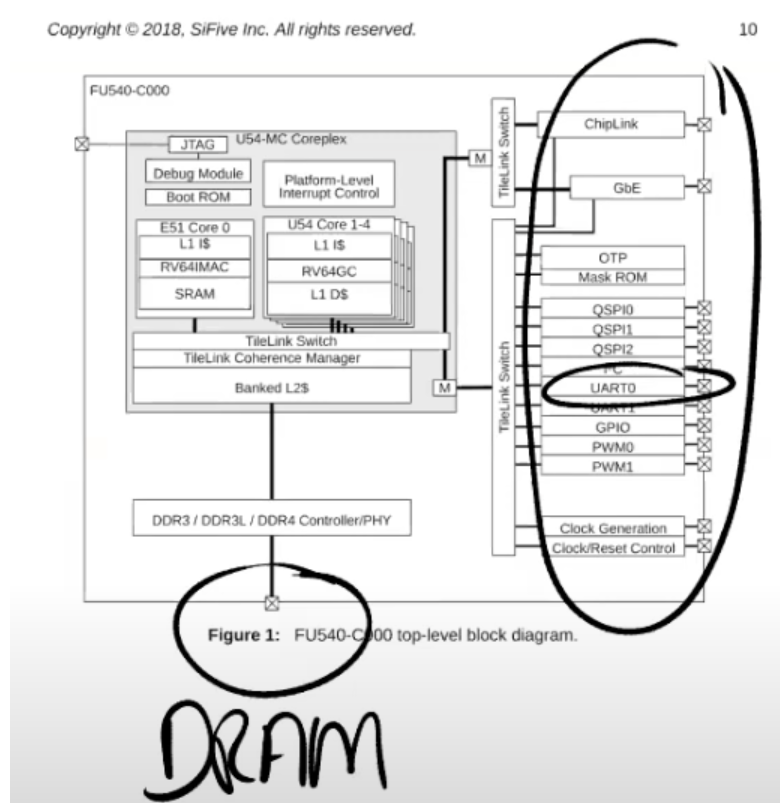 Copyright © 2018, SiFive Inc. All rights reserved. 10
FU540-C000
JTAG
U54-MC Coreplex
Debug Module
Boot ROM
Platform-Level
Interrupt Control
E51 Core 0
L1 I$
RV64IMAC
SRAM
U54 Core 1-4
L1 I$
RV64GC
L1 D$
TileLink Switch
TileLink Coherence Manager
Banked L2$
M
M
TileLink Switch
TileLink Switch
ChipLink
GbE
OTP
Mask ROM
QSPI0
QSPI1
QSPI2
UART0
UART1
GPIO
PWM0
PWM1
Clock Generation
Clock/Reset Control
DDR3 / DDR3L / DDR4 Controller/PHY
Figure 1: FU540-C000 top-level block diagram.
DRAM